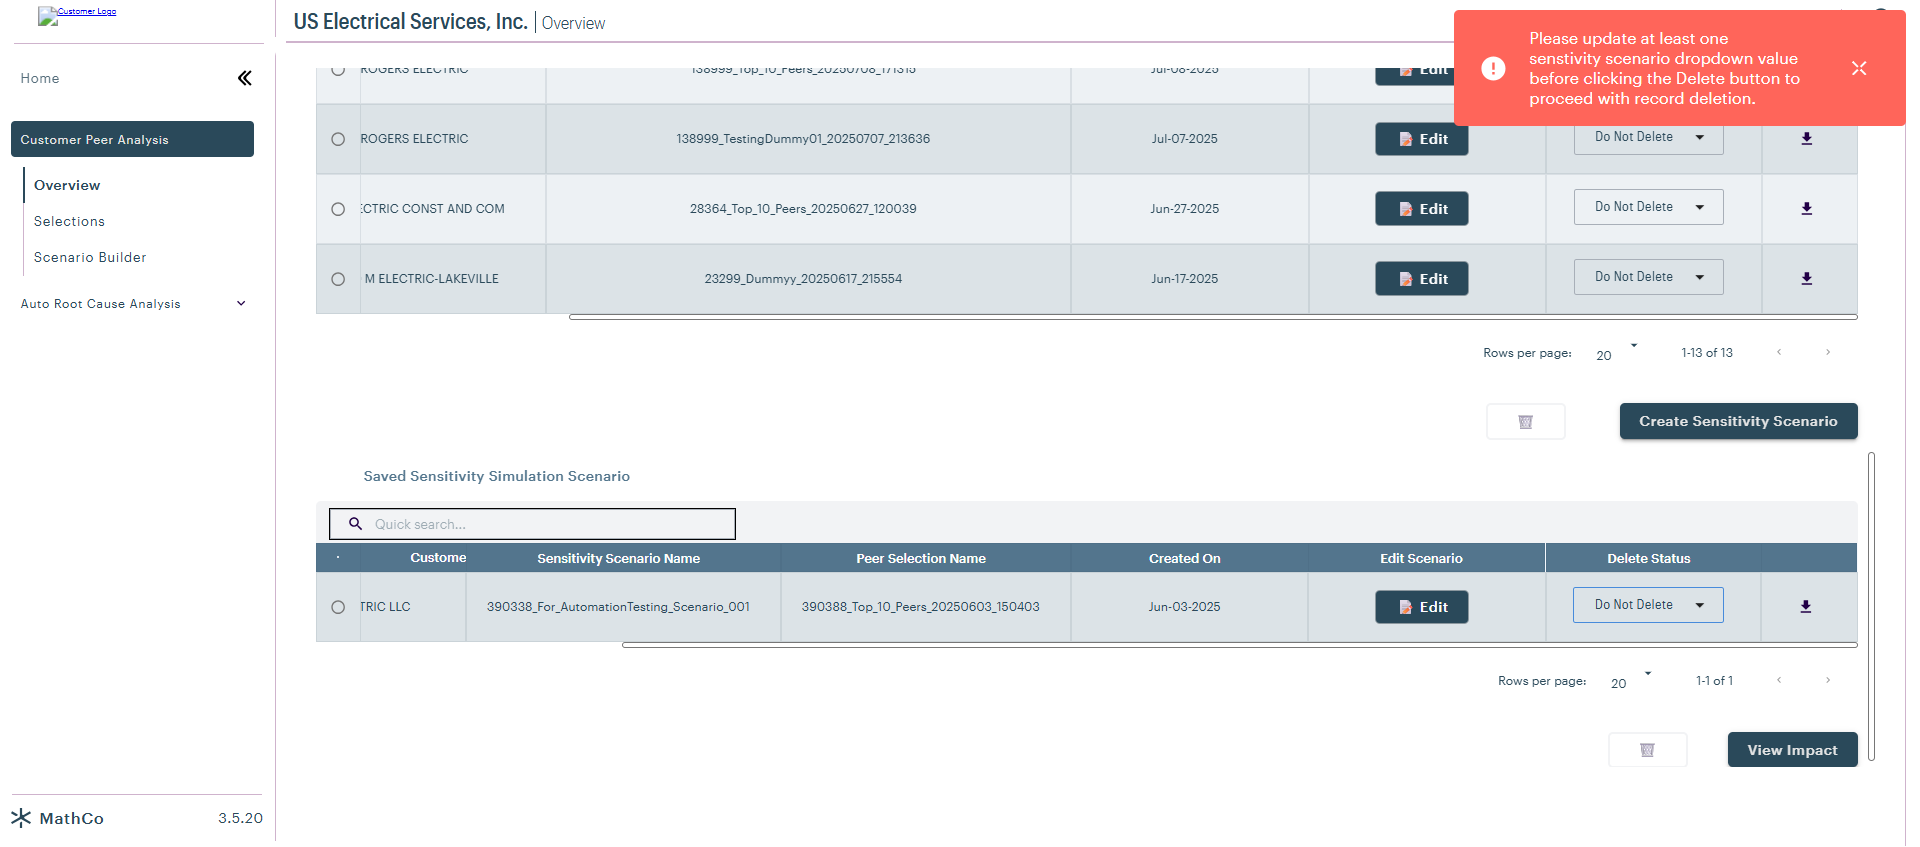 Customer Logo
US Electrical Services, Inc. | Overview
Please update at least one
senstivity scenario dropdown value
before clicking the Delete button to
proceed with record deletion.
Home
Customer Peer Analysis
Overview
Selections
Scenario Builder
Auto Root Cause Analysis
ROGERS ELECTRIC 138999_Top_10_Peers_20250708_171315 Jul-08-2025 Edit
ROGERS ELECTRIC 138999_TestingDummy01_20250707_213636 Jul-07-2025 Edit Do Not Delete
ECTRIC CONST AND COM 28364_Top_10_Peers_20250627_120039 Jun-27-2025 Edit Do Not Delete
M ELECTRIC-LAKEVILLE 23299_Dummyy_20250617_215554 Jun-17-2025 Edit Do Not Delete
Rows per page: 20 1-13 of 13
Create Sensitivity Scenario
Saved Sensitivity Simulation Scenario
Quick search...
Custome Sensitivity Scenario Name Peer Selection Name Created On Edit Scenario Delete Status
TRIC LLC 390338_For_AutomationTesting_Scenario_001 390388_Top_10_Peers_20250603_150403 Jun-03-2025 Edit Do Not Delete
Rows per page: 20 1-1 of 1
View Impact
MathCo 3.5.20